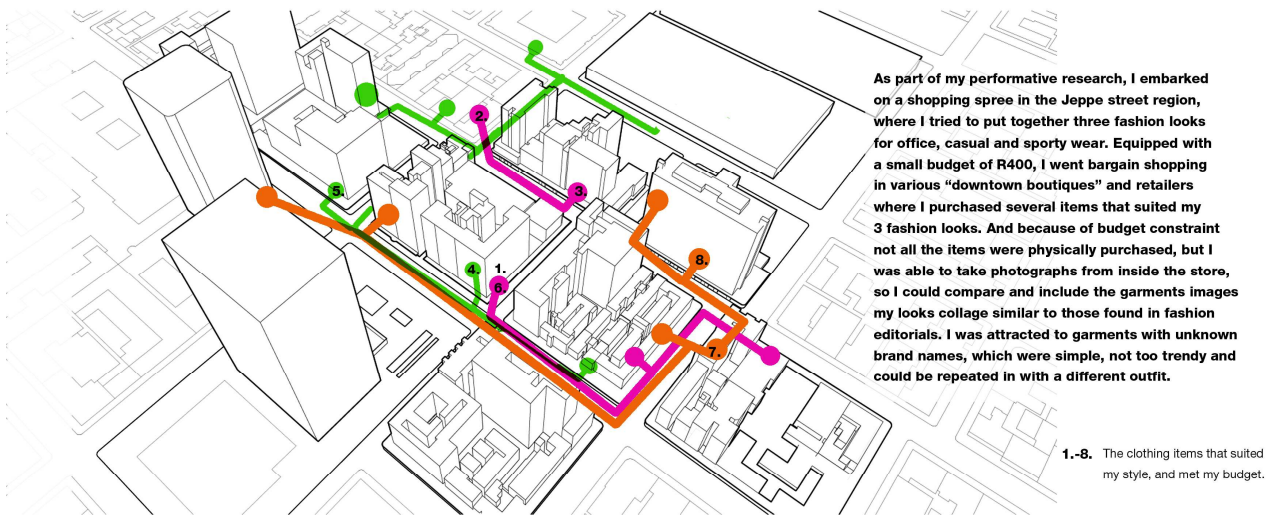 As part of my performative research, I embarked
on a shopping spree in the Jeppe street region,
where I tried to put together three fashion looks
for office, casual and sporty wear. Equipped with
a small budget of R400, I went bargain shopping
in various “downtown boutiques” and retailers
where I purchased several items that suited my
3 fashion looks. And because of budget constraint
not all the items were physically purchased, but I
was able to take photographs from inside the store,
so I could compare and include the garments images
my looks collage similar to those found in fashion
editorials. I was attracted to garments with unknown
brand names, which were simple, not too trendy and
could be repeated in with a different outfit.
2.
3.
5.
4.
1.
6.
8.
7.
1.-8. The clothing items that suited
my style, and met my budget.